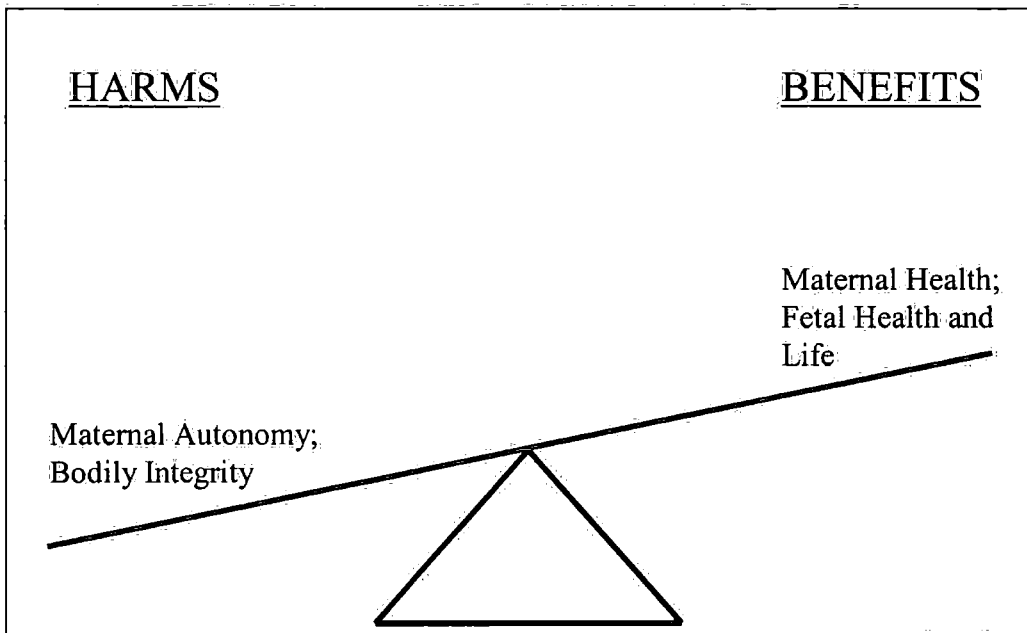 HARMS
BENEFITS
Maternal Health;
Fetal Health and
Life
Maternal Autonomy;
Bodily Integrity